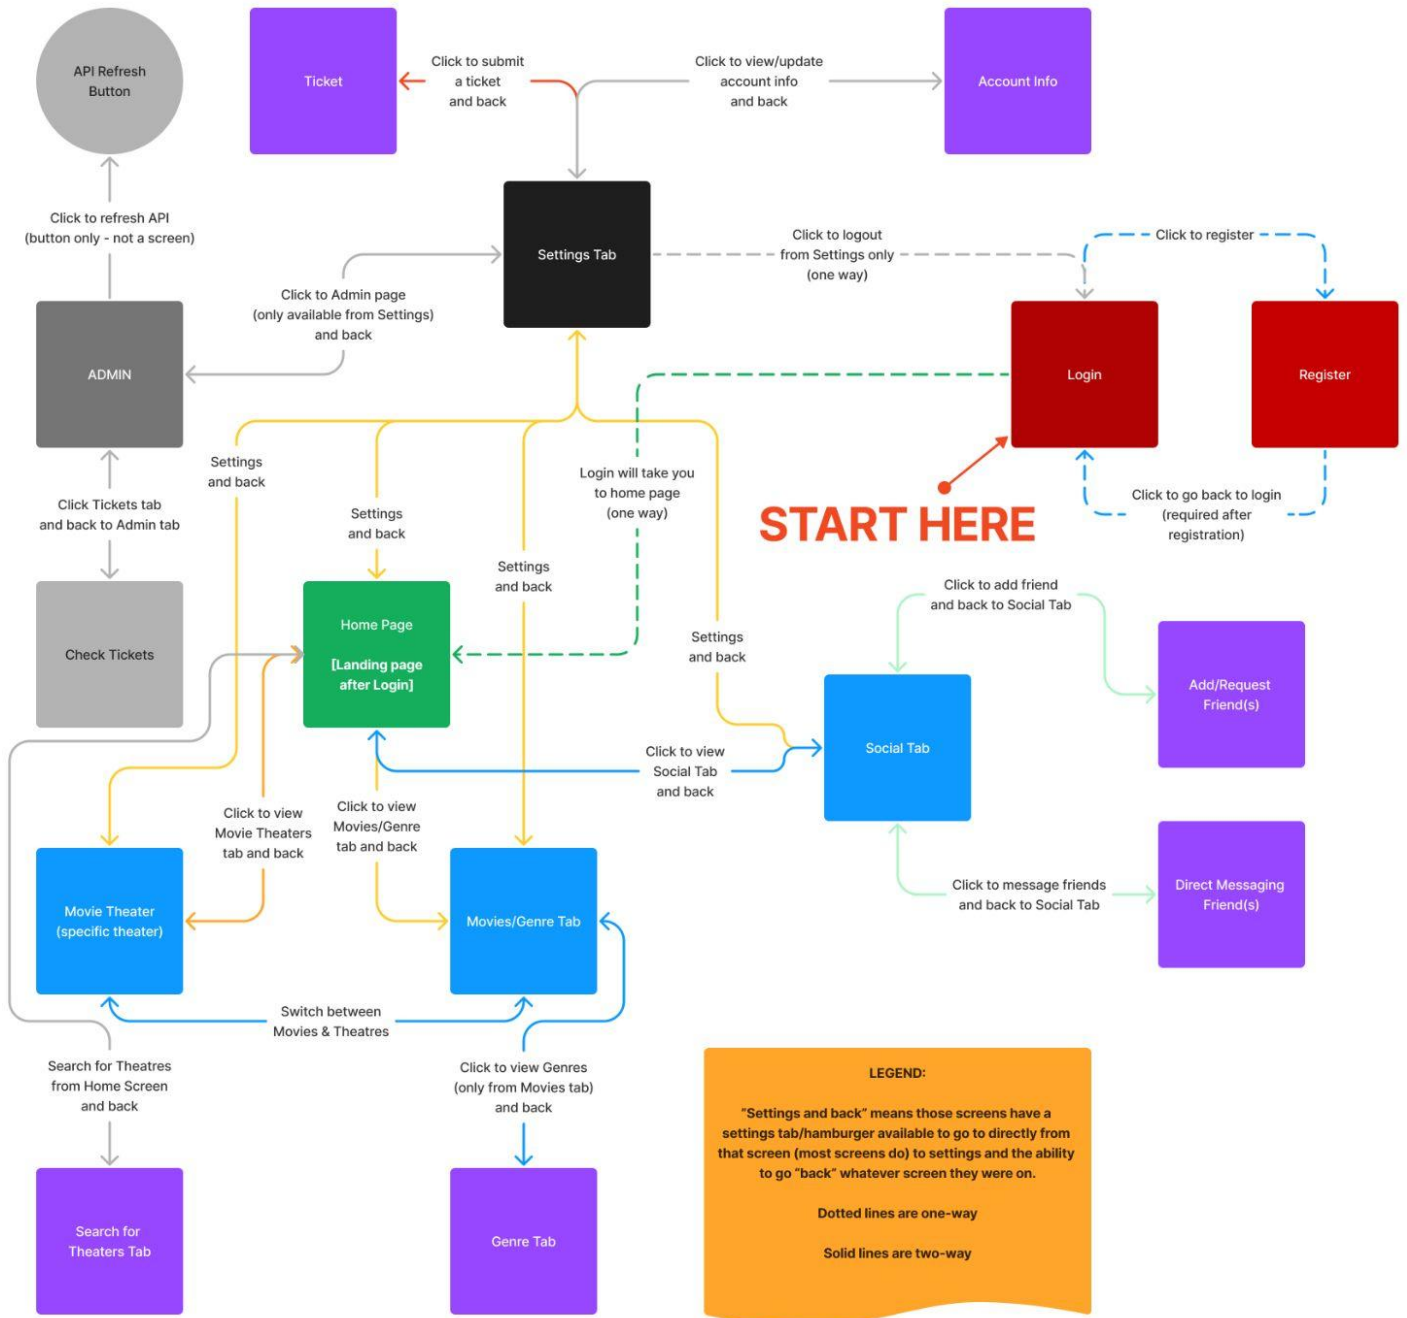 API Refresh
Button
Ticket
Click to submit
a ticket
and back
Click to view/update
account info
and back
Account Info
Click to refresh API
(button only - not a screen)
Settings Tab
Click to logout
from Settings only
(one way)
Click to register
Click to Admin page
(only available from Settings)
and back
ADMIN
Login
Register
Settings
and back
Login will take you
to home page
(one way)
START HERE
Click to go back to login
(required after
registration)
Click Tickets tab
and back to Admin tab
Settings
and back
Settings
and back
Check Tickets
Home Page
[Landing page
after Login]
Settings
and back
Click to add friend
and back to Social Tab
Add/Request
Friend(s)
Click to view
Social Tab
and back
Social Tab
Click to view
Movie Theaters
tab and back
Click to view
Movies/Genre
tab and back
Movie Theater
(specific theater)
Movies/Genre Tab
Click to message friends
and back to Social Tab
Direct Messaging
Friend(s)
Switch between
Movies & Theatres
Search for Theatres
from Home Screen
and back
Click to view Genres
(only from Movies tab)
and back
Search for
Theaters Tab
Genre Tab
LEGEND:
"Settings and back" means those screens have a
settings tab/hamburger available to go to directly from
that screen (most screens do) to settings and the ability
to go "back" whatever screen they were on.
Dotted lines are one-way
Solid lines are two-way